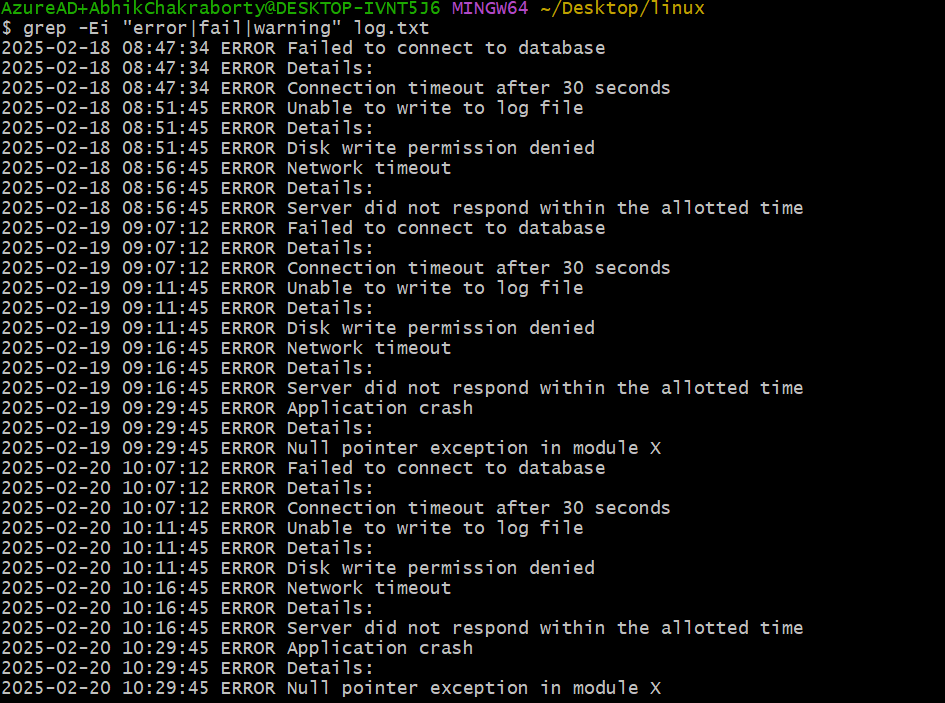 AzureAD+AbhikChakraborty@DESKTOP-IVNT5J6 MINGW64 ~/Desktop/linux
$ grep -Ei "error|fail|warning" log.txt
2025-02-18 08:47:34 ERROR Failed to connect to database
2025-02-18 08:47:34 ERROR Details:
2025-02-18 08:47:34 ERROR Connection timeout after 30 seconds
2025-02-18 08:51:45 ERROR Unable to write to log file
2025-02-18 08:51:45 ERROR Details:
2025-02-18 08:51:45 ERROR Disk write permission denied
2025-02-18 08:56:45 ERROR Network timeout
2025-02-18 08:56:45 ERROR Details:
2025-02-18 08:56:45 ERROR Server did not respond within the allotted time
2025-02-19 09:07:12 ERROR Failed to connect to database
2025-02-19 09:07:12 ERROR Details:
2025-02-19 09:07:12 ERROR Connection timeout after 30 seconds
2025-02-19 09:11:45 ERROR Unable to write to log file
2025-02-19 09:11:45 ERROR Details:
2025-02-19 09:11:45 ERROR Disk write permission denied
2025-02-19 09:16:45 ERROR Network timeout
2025-02-19 09:16:45 ERROR Details:
2025-02-19 09:16:45 ERROR Server did not respond within the allotted time
2025-02-19 09:29:45 ERROR Application crash
2025-02-19 09:29:45 ERROR Details:
2025-02-19 09:29:45 ERROR Null pointer exception in module X
2025-02-20 10:07:12 ERROR Failed to connect to database
2025-02-20 10:07:12 ERROR Details:
2025-02-20 10:07:12 ERROR Connection timeout after 30 seconds
2025-02-20 10:11:45 ERROR Unable to write to log file
2025-02-20 10:11:45 ERROR Details:
2025-02-20 10:11:45 ERROR Disk write permission denied
2025-02-20 10:16:45 ERROR Network timeout
2025-02-20 10:16:45 ERROR Details:
2025-02-20 10:16:45 ERROR Server did not respond within the allotted time
2025-02-20 10:29:45 ERROR Application crash
2025-02-20 10:29:45 ERROR Details:
2025-02-20 10:29:45 ERROR Null pointer exception in module X